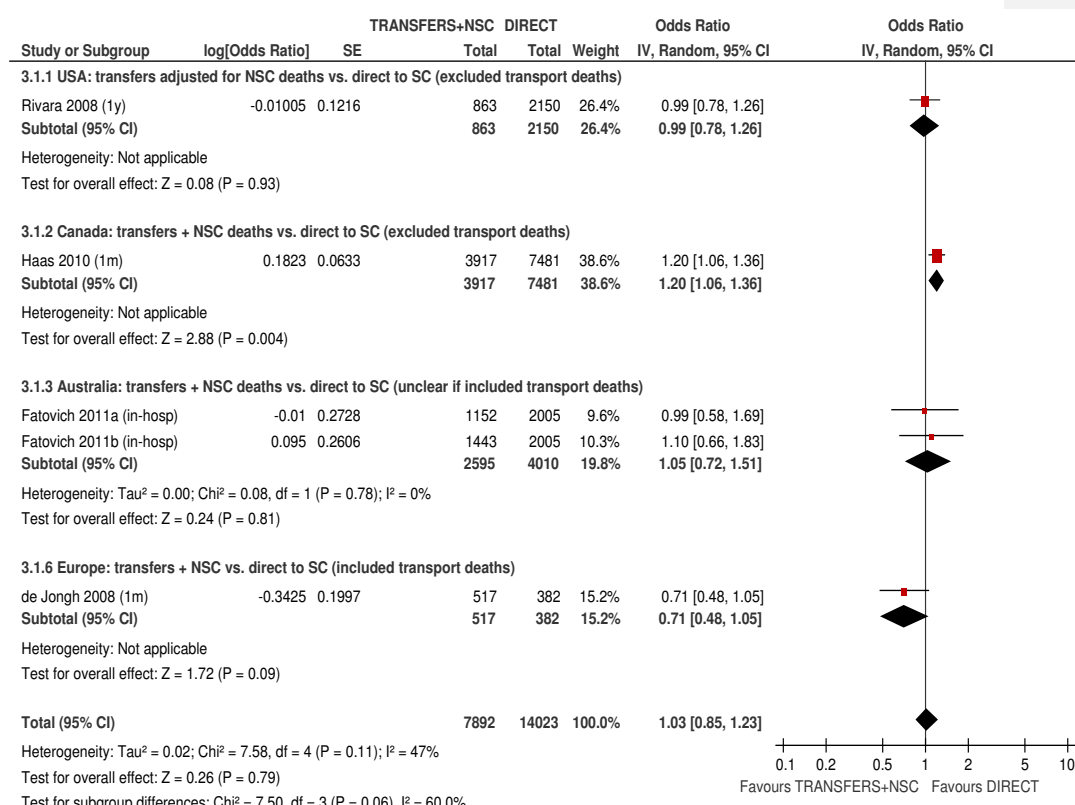 TRANSFERS+NSC DIRECT Odds Ratio Odds Ratio
Study or Subgroup log[Odds Ratio] SE Total Total Weight IV, Random, 95% CI IV, Random, 95% CI
3.1.1 USA: transfers adjusted for NSC deaths vs. direct to SC (excluded transport deaths)
Rivara 2008 (1y) -0.01005 0.1216 863 2150 26.4% 0.99 [0.78, 1.26]
Subtotal (95% CI) 863 2150 26.4% 0.99 [0.78, 1.26]
Heterogeneity: Not applicable
Test for overall effect: Z = 0.08 (P = 0.93)
3.1.2 Canada: transfers + NSC deaths vs. direct to SC (excluded transport deaths)
Haas 2010 (1m) 0.1823 0.0633 3917 7481 38.6% 1.20 [1.06, 1.36]
Subtotal (95% CI) 3917 7481 38.6% 1.20 [1.06, 1.36]
Heterogeneity: Not applicable
Test for overall effect: Z = 2.88 (P = 0.004)
3.1.3 Australia: transfers + NSC deaths vs. direct to SC (unclear if included transport deaths)
Fatovich 2011a (in-hosp) -0.01 0.2728 1152 2005 9.6% 0.99 [0.58, 1.69]
Fatovich 2011b (in-hosp) 0.095 0.2606 1443 2005 10.3% 1.10 [0.66, 1.83]
Subtotal (95% CI) 2595 4010 19.8% 1.05 [0.72, 1.51]
Heterogeneity: Tau² = 0.00; Chi² = 0.08, df = 1 (P = 0.78); I² = 0%
Test for overall effect: Z = 0.24 (P = 0.81)
3.1.6 Europe: transfers + NSC vs. direct to SC (included transport deaths)
de Jongh 2008 (1m) -0.3425 0.1997 517 382 15.2% 0.71 [0.48, 1.05]
Subtotal (95% CI) 517 382 15.2% 0.71 [0.48, 1.05]
Heterogeneity: Not applicable
Test for overall effect: Z = 1.72 (P = 0.09)
Total (95% CI) 7892 14023 100.0% 1.03 [0.85, 1.23]
Heterogeneity: Tau² = 0.02; Chi² = 7.58, df = 4 (P = 0.11); I² = 47%
Test for overall effect: Z = 0.26 (P = 0.79)
Test for subgroup differences: Chi² = 7.50, df = 3 (P = 0.06), I² = 60.0%
0.1 0.2 0.5 1 2 5 10
Favours TRANSFERS+NSC Favours DIRECT